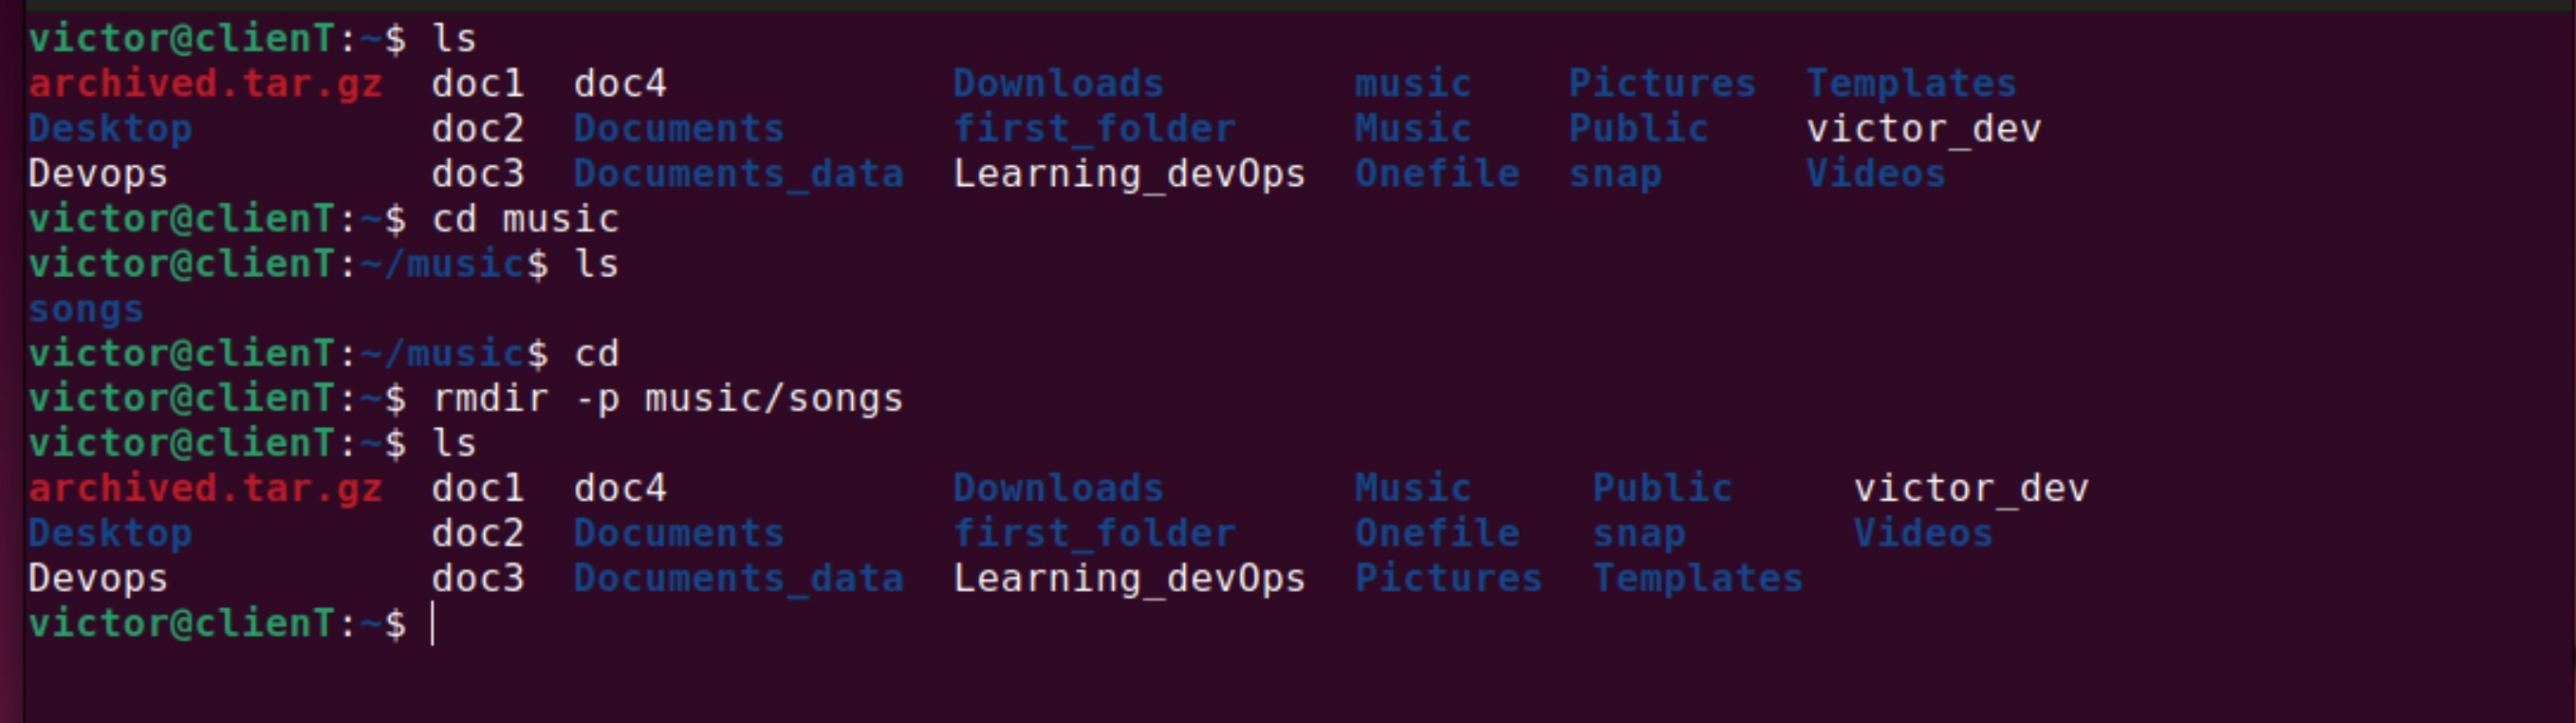 victor@clienT:~$ ls
archived.tar.gz  doc1  doc4            Downloads     music    Pictures  Templates
Desktop          doc2  Documents       first_folder     Music    Public    victor_dev
Devops           doc3  Documents_data  Learning_devOps  Onefile  snap      Videos
victor@clienT:~$ cd music
victor@clienT:~/music$ ls
songs
victor@clienT:~/music$ cd
victor@clienT:~$ rmdir -p music/songs
victor@clienT:~$ ls
archived.tar.gz  doc1  doc4            Downloads        Music     Public     victor_dev
Desktop          doc2  Documents       first_folder     Onefile   snap       Videos
Devops           doc3  Documents_data  Learning_devOps  Pictures  Templates
victor@clienT:~$